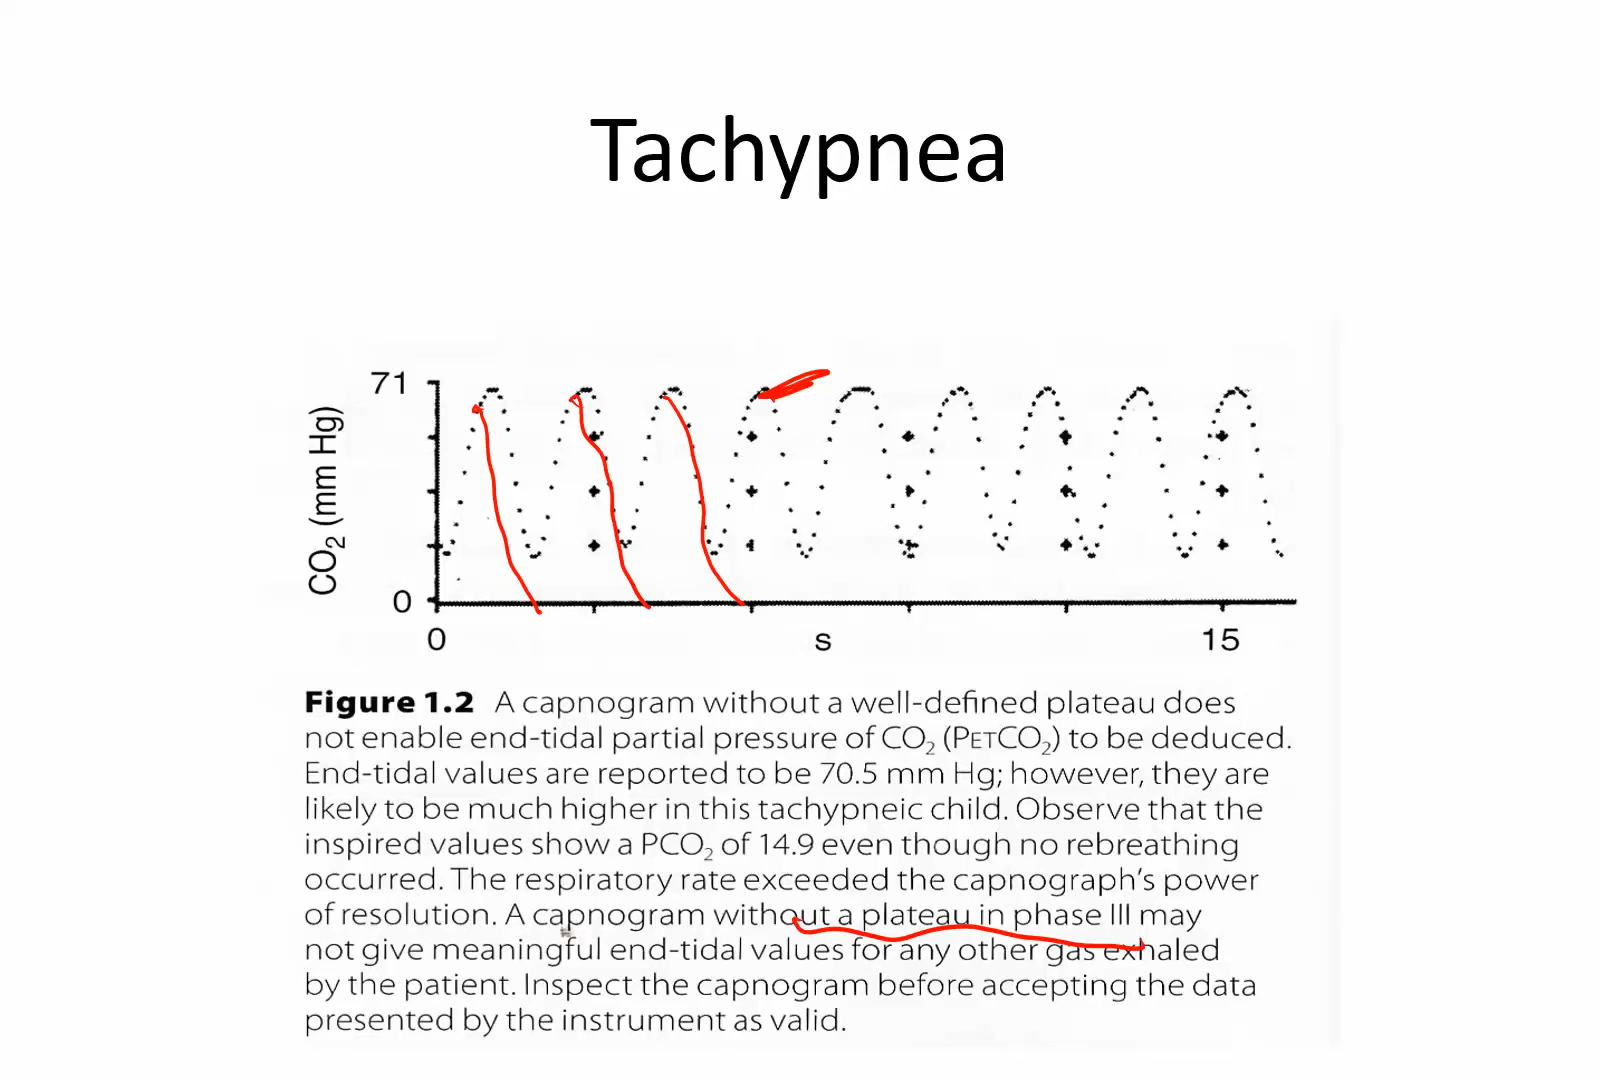 Tachypnea
71
CO₂ (mm Hg)
0
0 s 15
Figure 1.2 A capnogram without a well-defined plateau does
not enable end-tidal partial pressure of CO₂ (PETCO₂) to be deduced.
End-tidal values are reported to be 70.5 mm Hg; however, they are
likely to be much higher in this tachypneic child. Observe that the
inspired values show a PCO₂ of 14.9 even though no rebreathing
occurred. The respiratory rate exceeded the capnograph's power
of resolution. A capnogram without a plateau in phase III may
not give meaningful end-tidal values for any other gas exhaled
by the patient. Inspect the capnogram before accepting the data
presented by the instrument as valid.